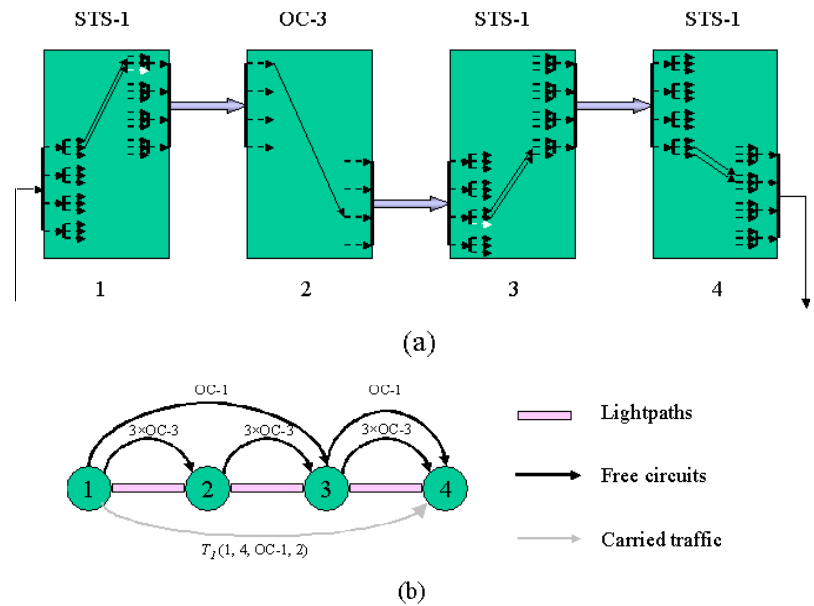 STS-1 OC-3 STS-1 STS-1
1 2 3 4
(a)
OC-1 OC-1
3×OC-3 3×OC-3 3×OC-3
Lightpaths
Free circuits
1 2 3 4
T1 (1, 4, OC-1, 2)
Carried traffic
(b)